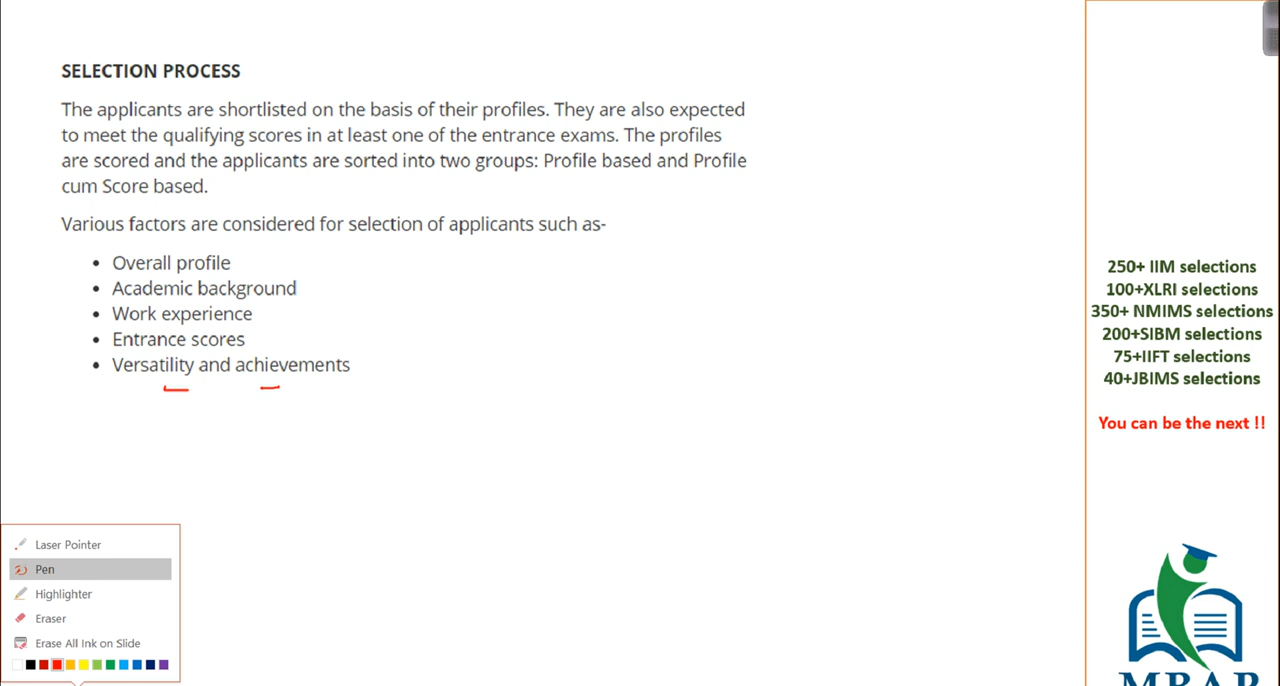 SELECTION PROCESS
The applicants are shortlisted on the basis of their profiles. They are also expected
to meet the qualifying scores in at least one of the entrance exams. The profiles
are scored and the applicants are sorted into two groups: Profile based and Profile
cum Score based.
Various factors are considered for selection of applicants such as-
• Overall profile
• Academic background
• Work experience
• Entrance scores
• Versatility and achievements
250+ IIM selections
100+XLRI selections
350+ NMIMS selections
200+SIBM selections
75+IIFT selections
40+JBIMS selections
You can be the next !!
Laser Pointer
Pen
Highlighter
Eraser
Erase All Ink on Slide